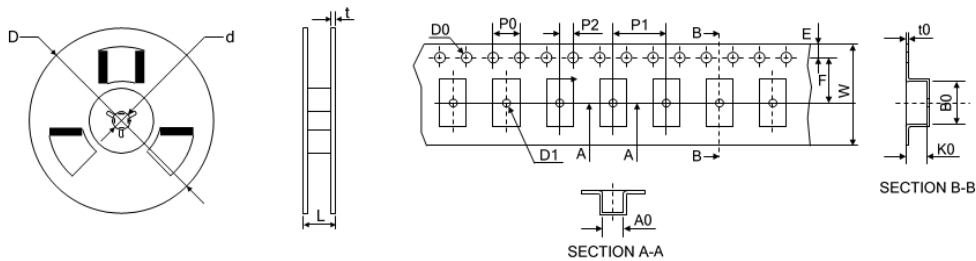 D
d
t
L
D0
P0
P2
P1
B
E
F
W
D1
A
A
B
A0
SECTION A-A
t0
B0
K0
SECTION B-B